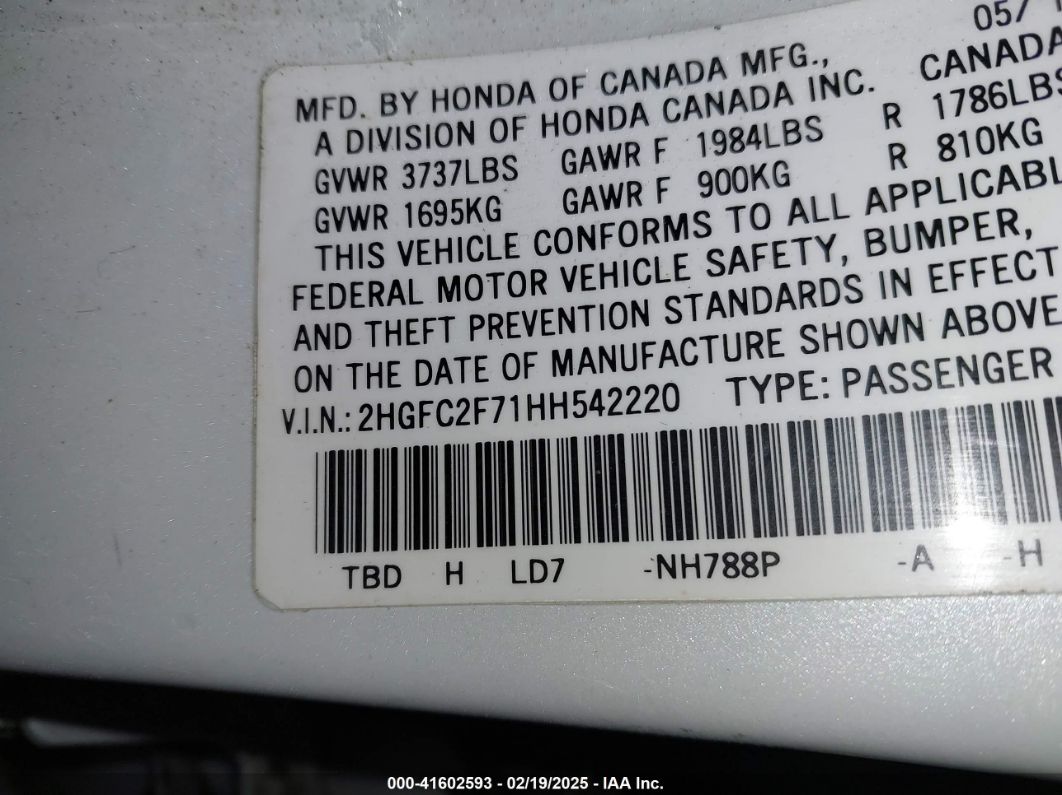 05/
MFD. BY HONDA OF CANADA MFG.,
A DIVISION OF HONDA CANADA INC. CANADA
GVWR 3737LBS GAWR F 1984LBS R 1786LBS
GVWR 1695KG GAWR F 900KG R 810KG
THIS VEHICLE CONFORMS TO ALL APPLICABL
FEDERAL MOTOR VEHICLE SAFETY, BUMPER,
AND THEFT PREVENTION STANDARDS IN EFFECT
ON THE DATE OF MANUFACTURE SHOWN ABOVE
V.I.N.: 2HGFC2F71HH542220 TYPE: PASSENGER
TBD H LD7 -NH788P -A -H
000-41602593 - 02/19/2025 - IAA Inc.